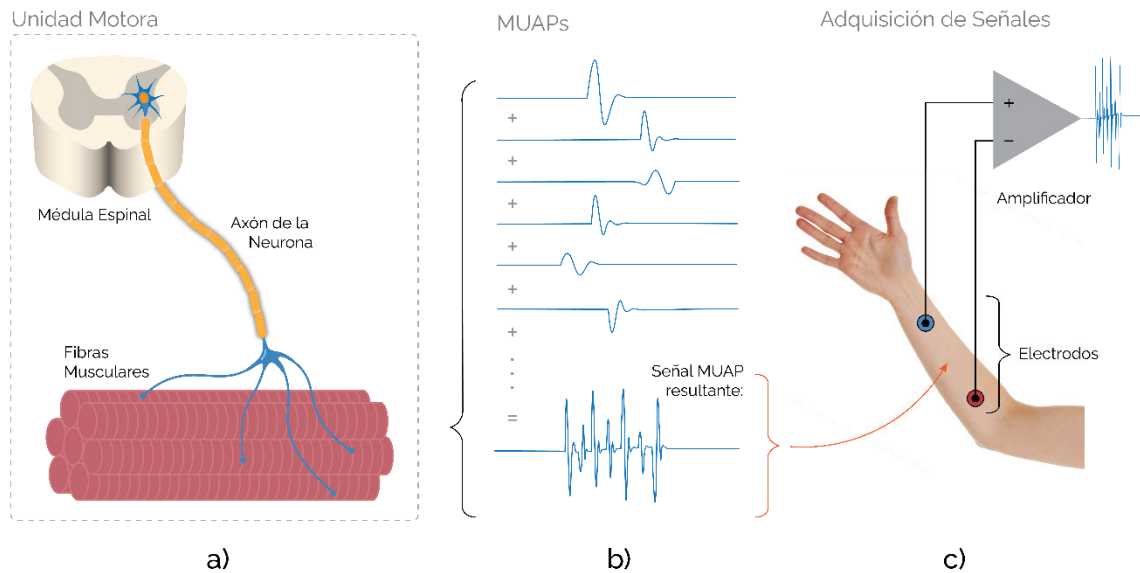 Unidad Motora
Médula Espinal
Axón de la
Neurona
Fibras
Musculares
a)
MUAPs
+
+
+
+
+
+
=
Señal MUAP
resultante:
b)
Adquisición de Señales
+
−
Amplificador
Electrodos
c)